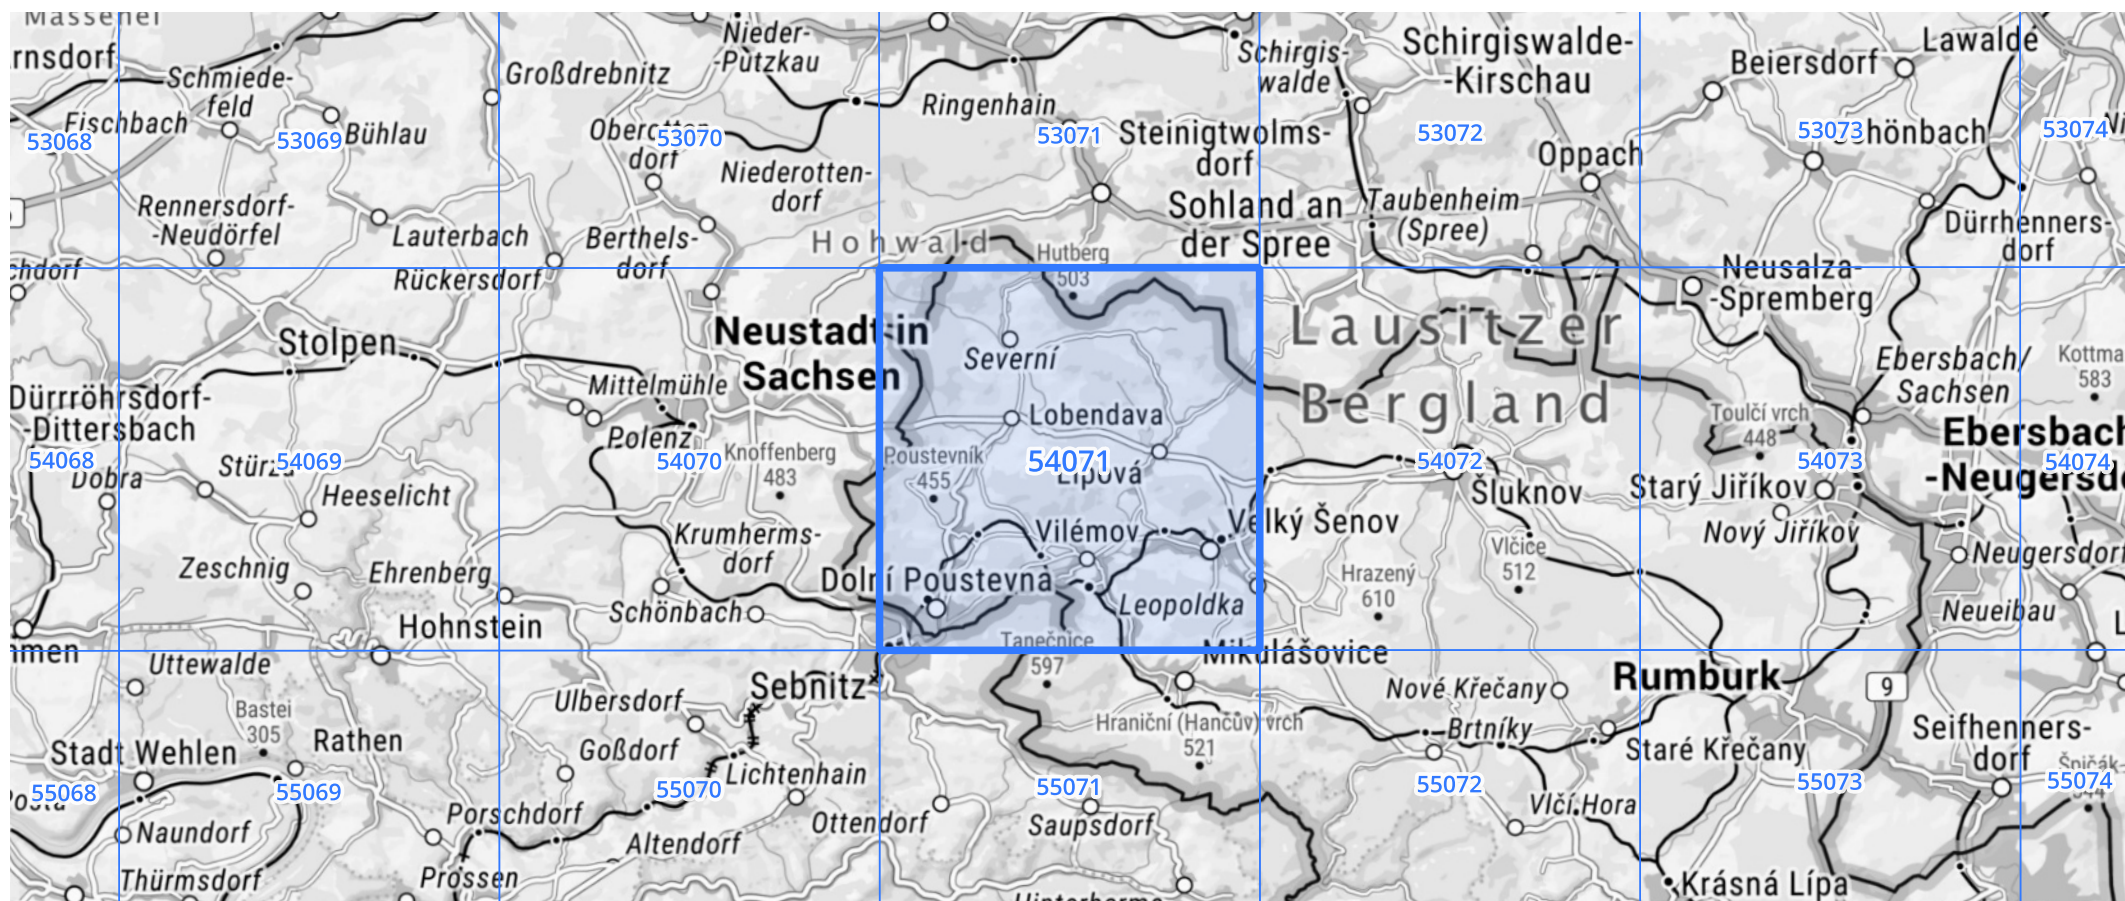 Nieder-
-Putzkau
Schirgis-
walde
Schirgiswalde-
-Kirschau
Beiersdorf
Lawalde
Schmiede-
feld
Großdrebnitz
Fischbach
Bühlau
Ringenhain
Steinigtwolms-
dorf
Oppach
53068
53069
53070
53071
53072
53073
53074
Niederotten-
dorf
Rennersdorf-
-Neudörfel
Lauterbach
Berthels-
dorf
Hohwald
Hutberg
503
Sohland an
der Spree
Taubenheim
(Spree)
Dürrhenners-
dorf
Rückersdorf
Neusalza-
-Spremberg
Stolpen
Neustadt in
Sachsen
Severní
Lausitzer
Bergland
Ebersbach/
Sachsen
583
Dürrröhrsdorf-
-Dittersbach
Mittelmühle
Polenz
Knoffenberg
483
Poustevník
455
Lobendava
Lipová
Toulčí vrch
448
Ebersbach
54068
54069
54070
54071
54072
54073
54074
Dobra
Stürza
Heeselicht
Šluknov
Starý Jiříkov
Nový Jiříkov
Krumherms-
dorf
Vilémov
Velký Šenov
Vlčice
512
Zeschnig
Ehrenberg
Dolní Poustevna
Hrazený
610
Neueibau
Schönbach
Leopoldka
Hohnstein
Tanečnice
597
Mikulášovice
Uttewalde
Ulbersdorf
Sebnitz
Nové Křečany
Rumburk
9
Bastei
305
Stadt Wehlen
Rathen
Goßdorf
Hraniční (Hančův) vrch
521
Brtníky
Staré Křečany
Seifhenners-
dorf
Lichtenhain
55068
55069
55070
55071
55072
55073
55074
Špičák
544
Naundorf
Porschdorf
Altendorf
Ottendorf
Saupsdorf
Vlčí Hora
Thürmsdorf
Prossen
Krásná Lípa